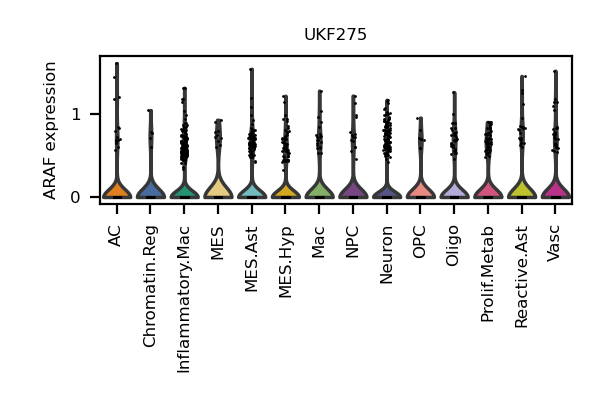 UKF275
ARAF expression
1
0
AC
Chromatin.Reg
Inflammatory.Mac
MES
MES.Ast
MES.Hyp
Mac
NPC
Neuron
OPC
Oligo
Prolif.Metab
Reactive.Ast
Vasc